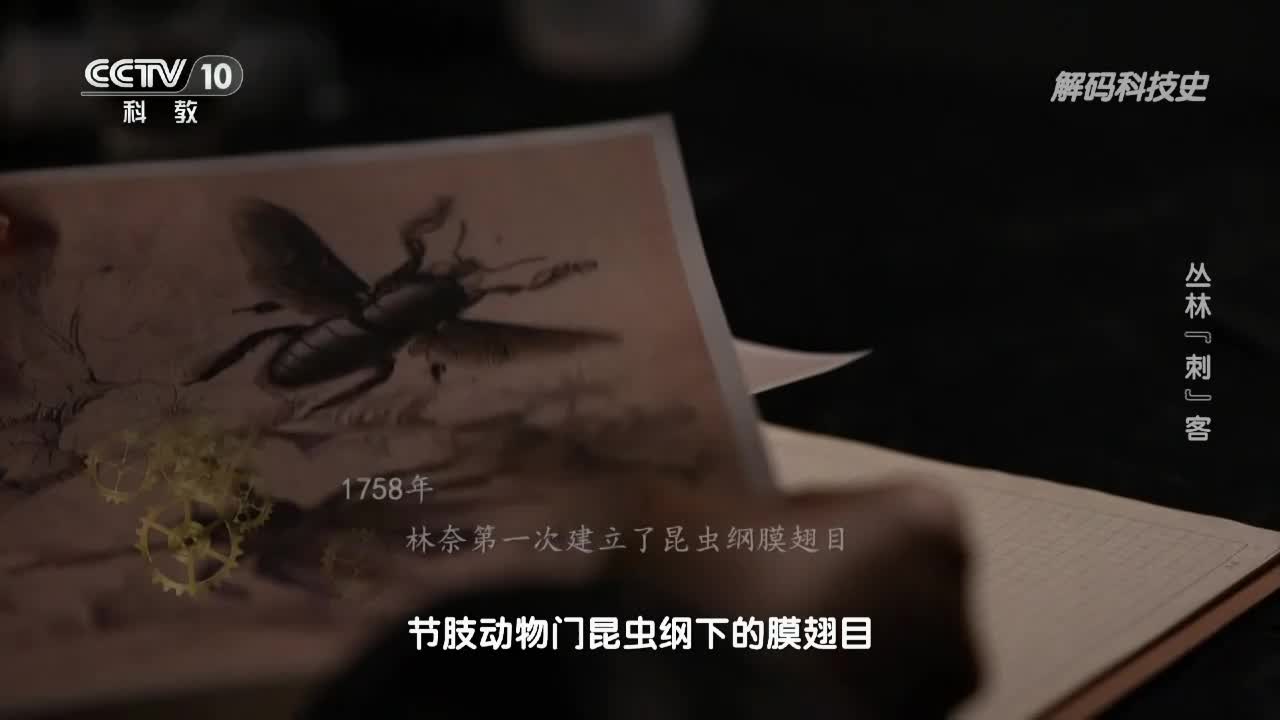 CCTV 10
科教
解码科技史
丛林『刺』客
1758年
林奈第一次建立了昆虫纲膜翅目
节肢动物门昆虫纲下的膜翅目